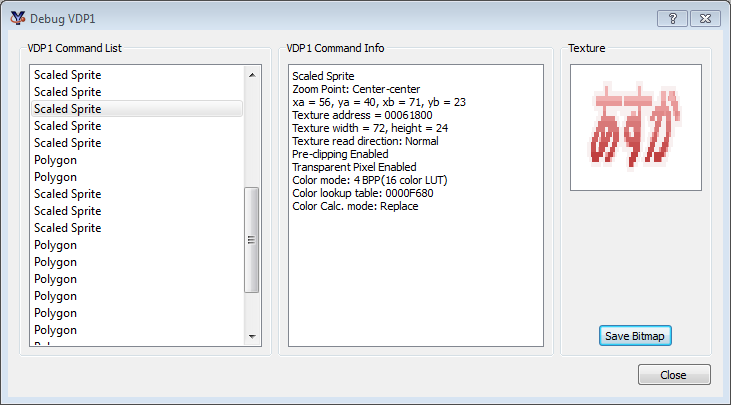 Debug VDP1
VDP1 Command List
Scaled Sprite
Scaled Sprite
Scaled Sprite
Scaled Sprite
Scaled Sprite
Polygon
Polygon
Scaled Sprite
Scaled Sprite
Scaled Sprite
Polygon
Polygon
Polygon
Polygon
Polygon
Polygon
Polygon
VDP1 Command Info
Scaled Sprite
Zoom Point: Center-center
xa = 56, ya = 40, xb = 71, yb = 23
Texture address = 00061800
Texture width = 72, height = 24
Texture read direction: Normal
Pre-clipping Enabled
Transparent Pixel Enabled
Color mode: 4 BPP(16 color LUT)
Color lookup table: 0000F680
Color Calc. mode: Replace
Texture
Save Bitmap
Close